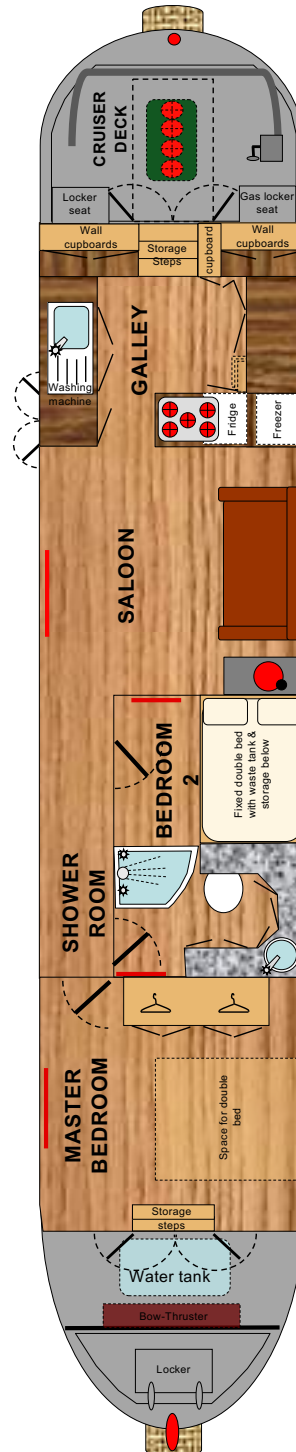 CRUISER
DECK
Locker
seat
Gas locker
seat
Wall
cupboards
Storage
Steps
cupboard
Wall
cupboards
GALLEY
Washing
machine
Fridge
Freezer
SALOON
BEDROOM
2
Fixed double bed
with waste tank &
storage below
SHOWER
ROOM
MASTER
BEDROOM
Space for double
bed
Storage
steps
Water tank
Bow-Thruster
Locker